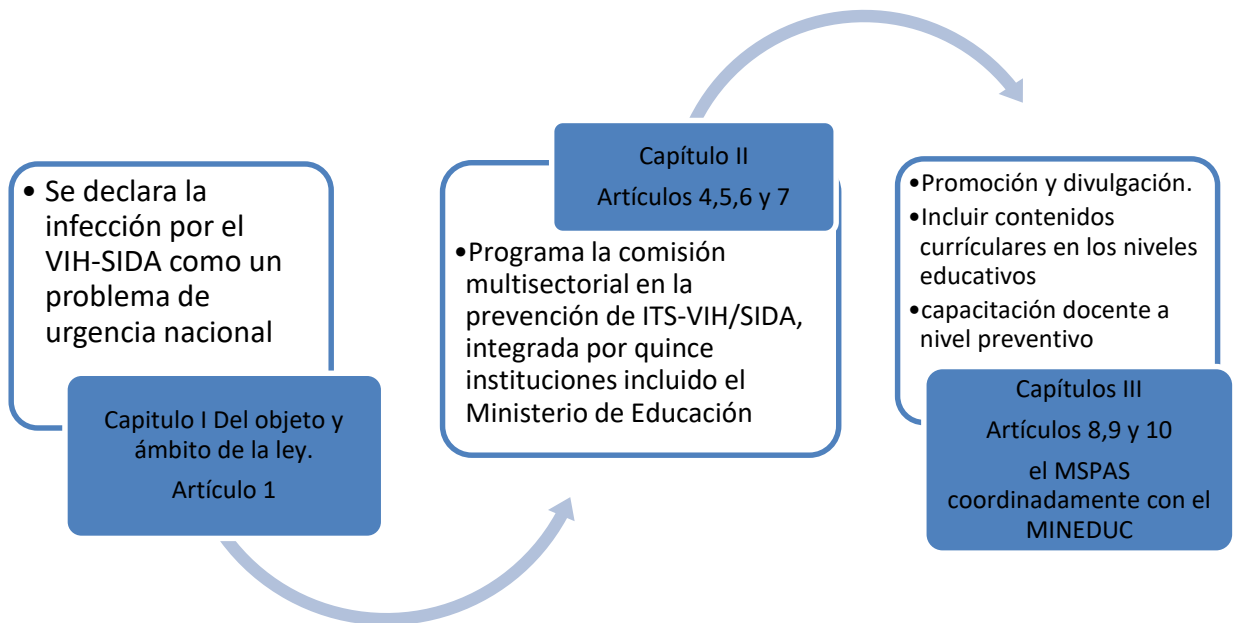 • Se declara la
infección por el
VIH-SIDA como un
problema de
urgencia nacional
Capitulo I Del objeto y
ámbito de la ley.
Artículo 1
Capítulo II
Artículos 4,5,6 y 7
•Programa la comisión
multisectorial en la
prevención de ITS-VIH/SIDA,
integrada por quince
instituciones incluido el
Ministerio de Educación
•Promoción y divulgación.
•Incluir contenidos
currículares en los niveles
educativos
•capacitación docente a
nivel preventivo
Capítulos III
Artículos 8,9 y 10
el MSPAS
coordinadamente con el
MINEDUC